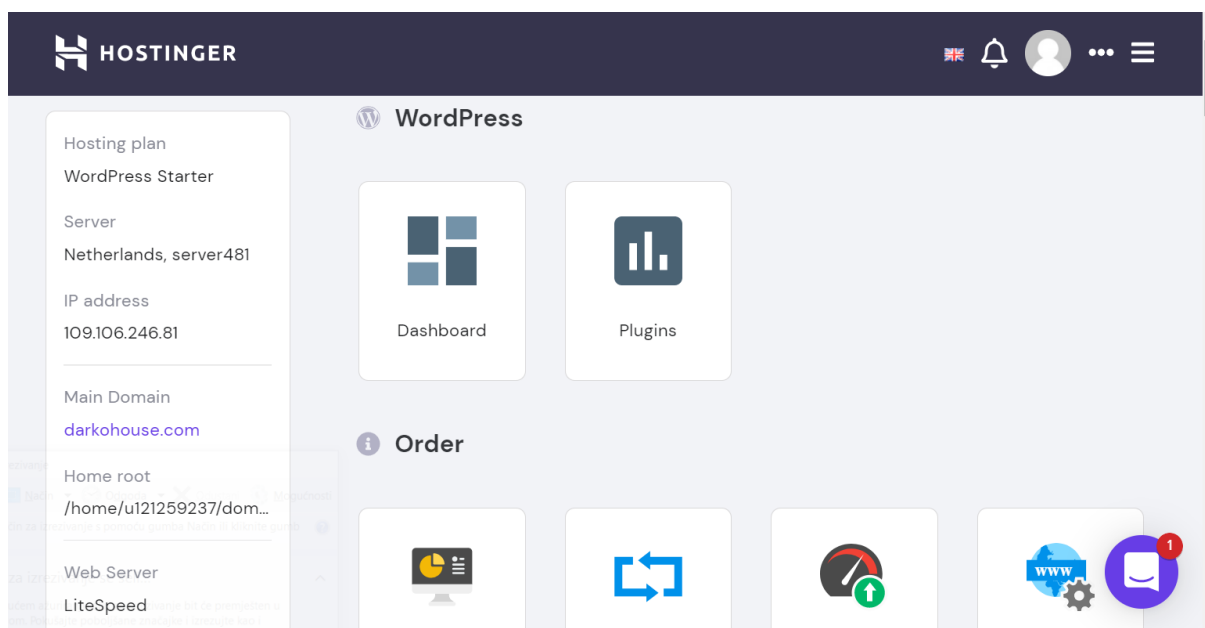 HOSTINGER
Hosting plan
WordPress Starter
Server
Netherlands, server481
IP address
109.106.246.81
Main Domain
darkohouse.com
Home root
/home/u121259237/dom...
Web Server
LiteSpeed
WordPress
Dashboard
Plugins
Order
www
1